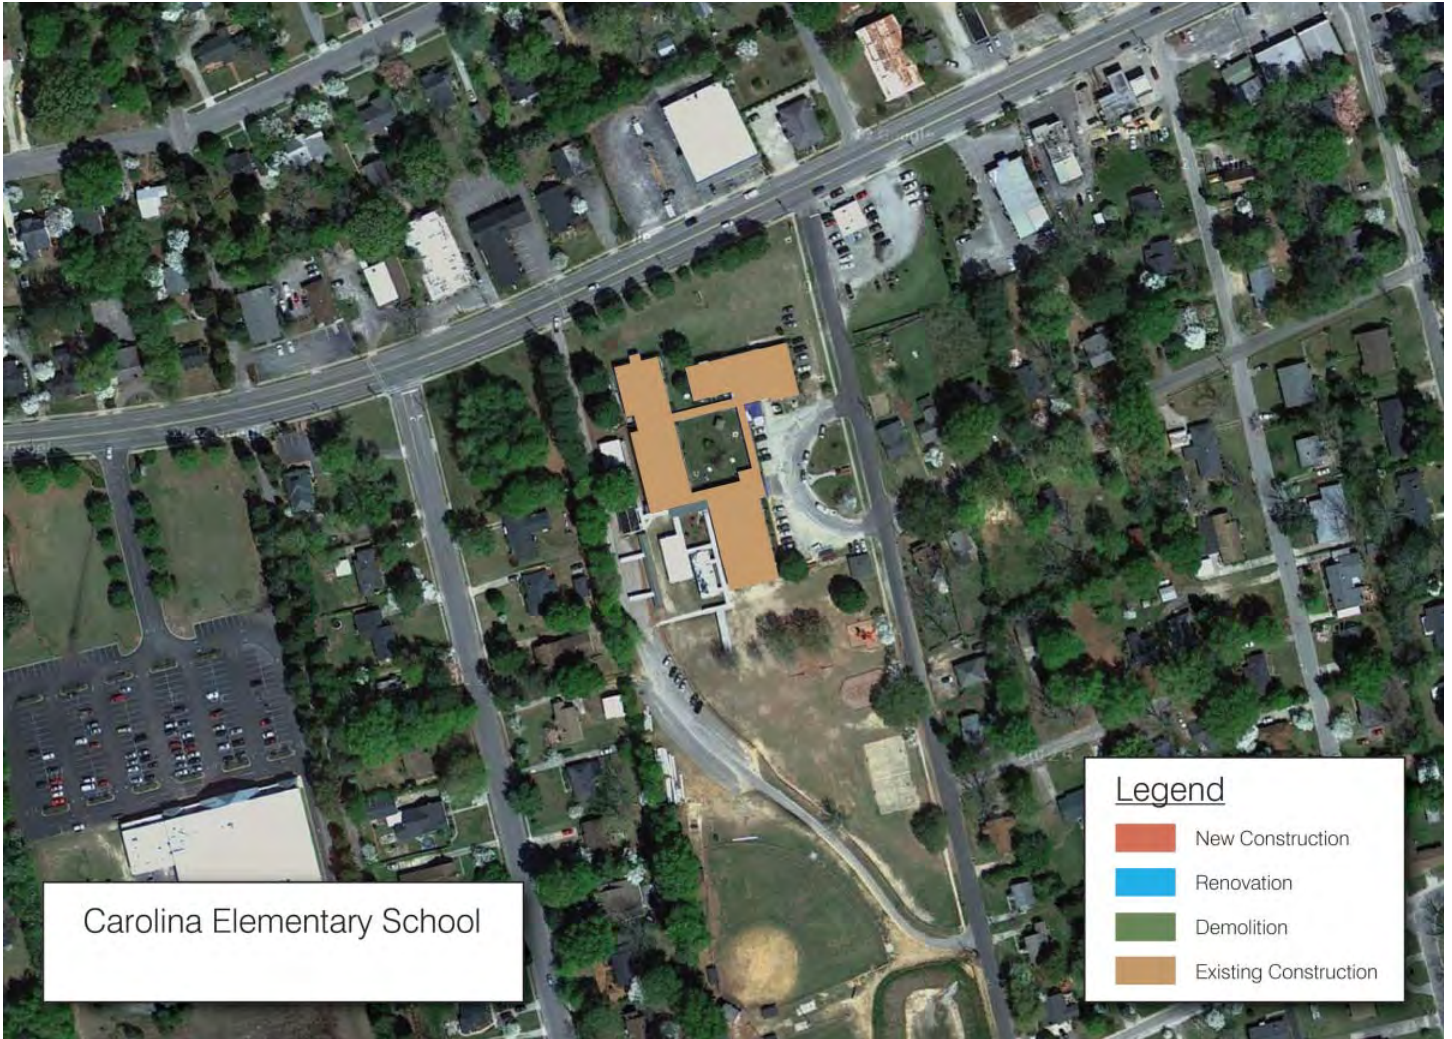 Carolina Elementary School
Legend
New Construction
Renovation
Demolition
Existing Construction